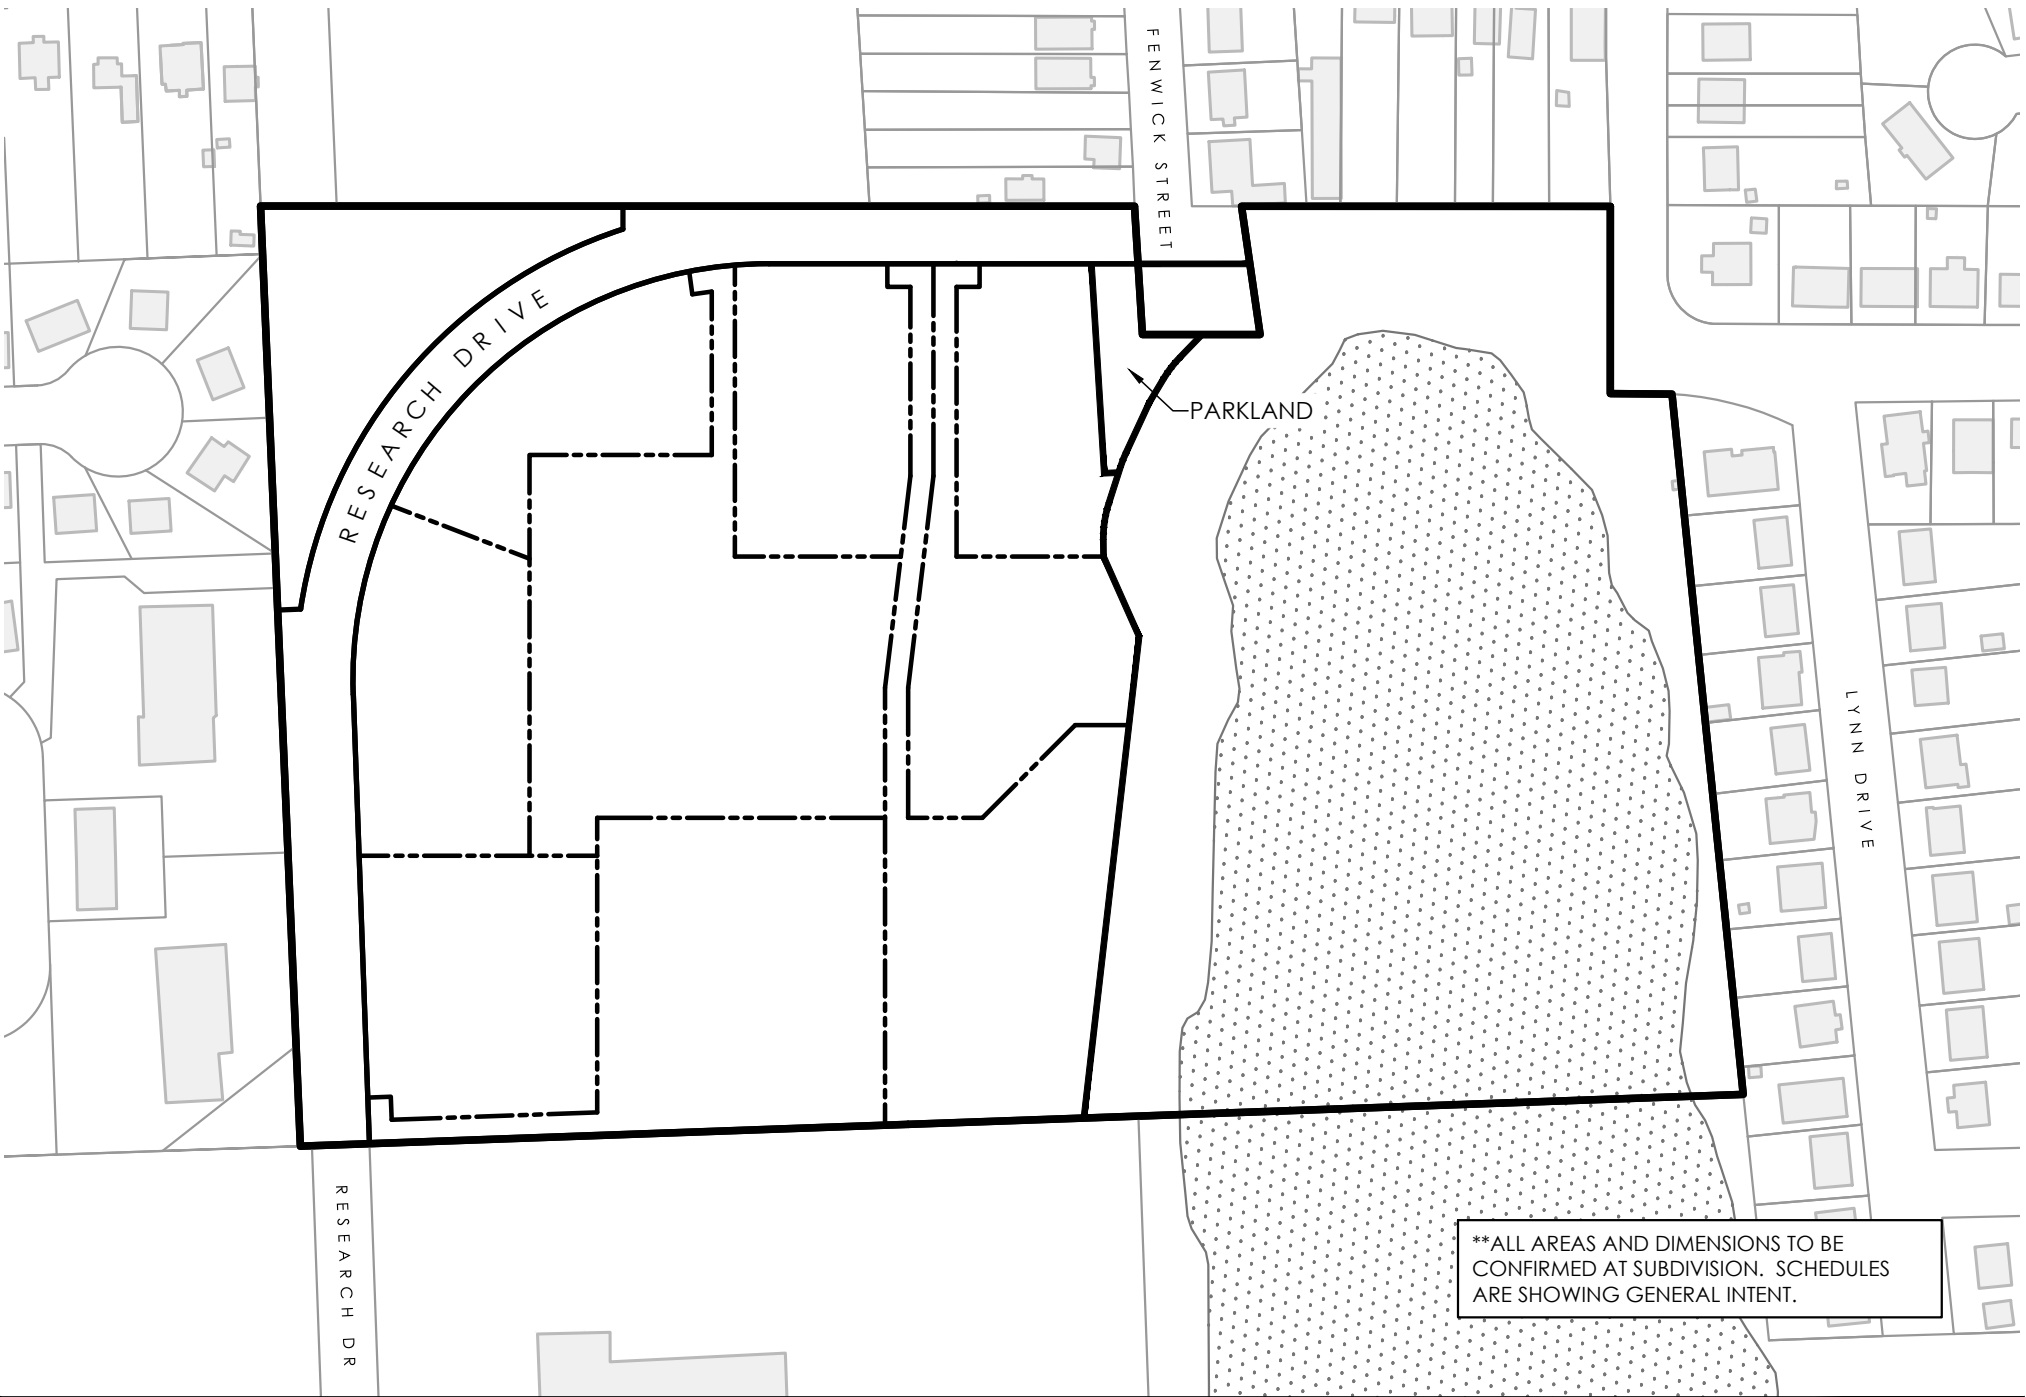 FENWICK STREET
RESEARCH DRIVE
PARKLAND
LYNN DRIVE
RESEARCH DR
**ALL AREAS AND DIMENSIONS TO BE
CONFIRMED AT SUBDIVISION. SCHEDULES
ARE SHOWING GENERAL INTENT.